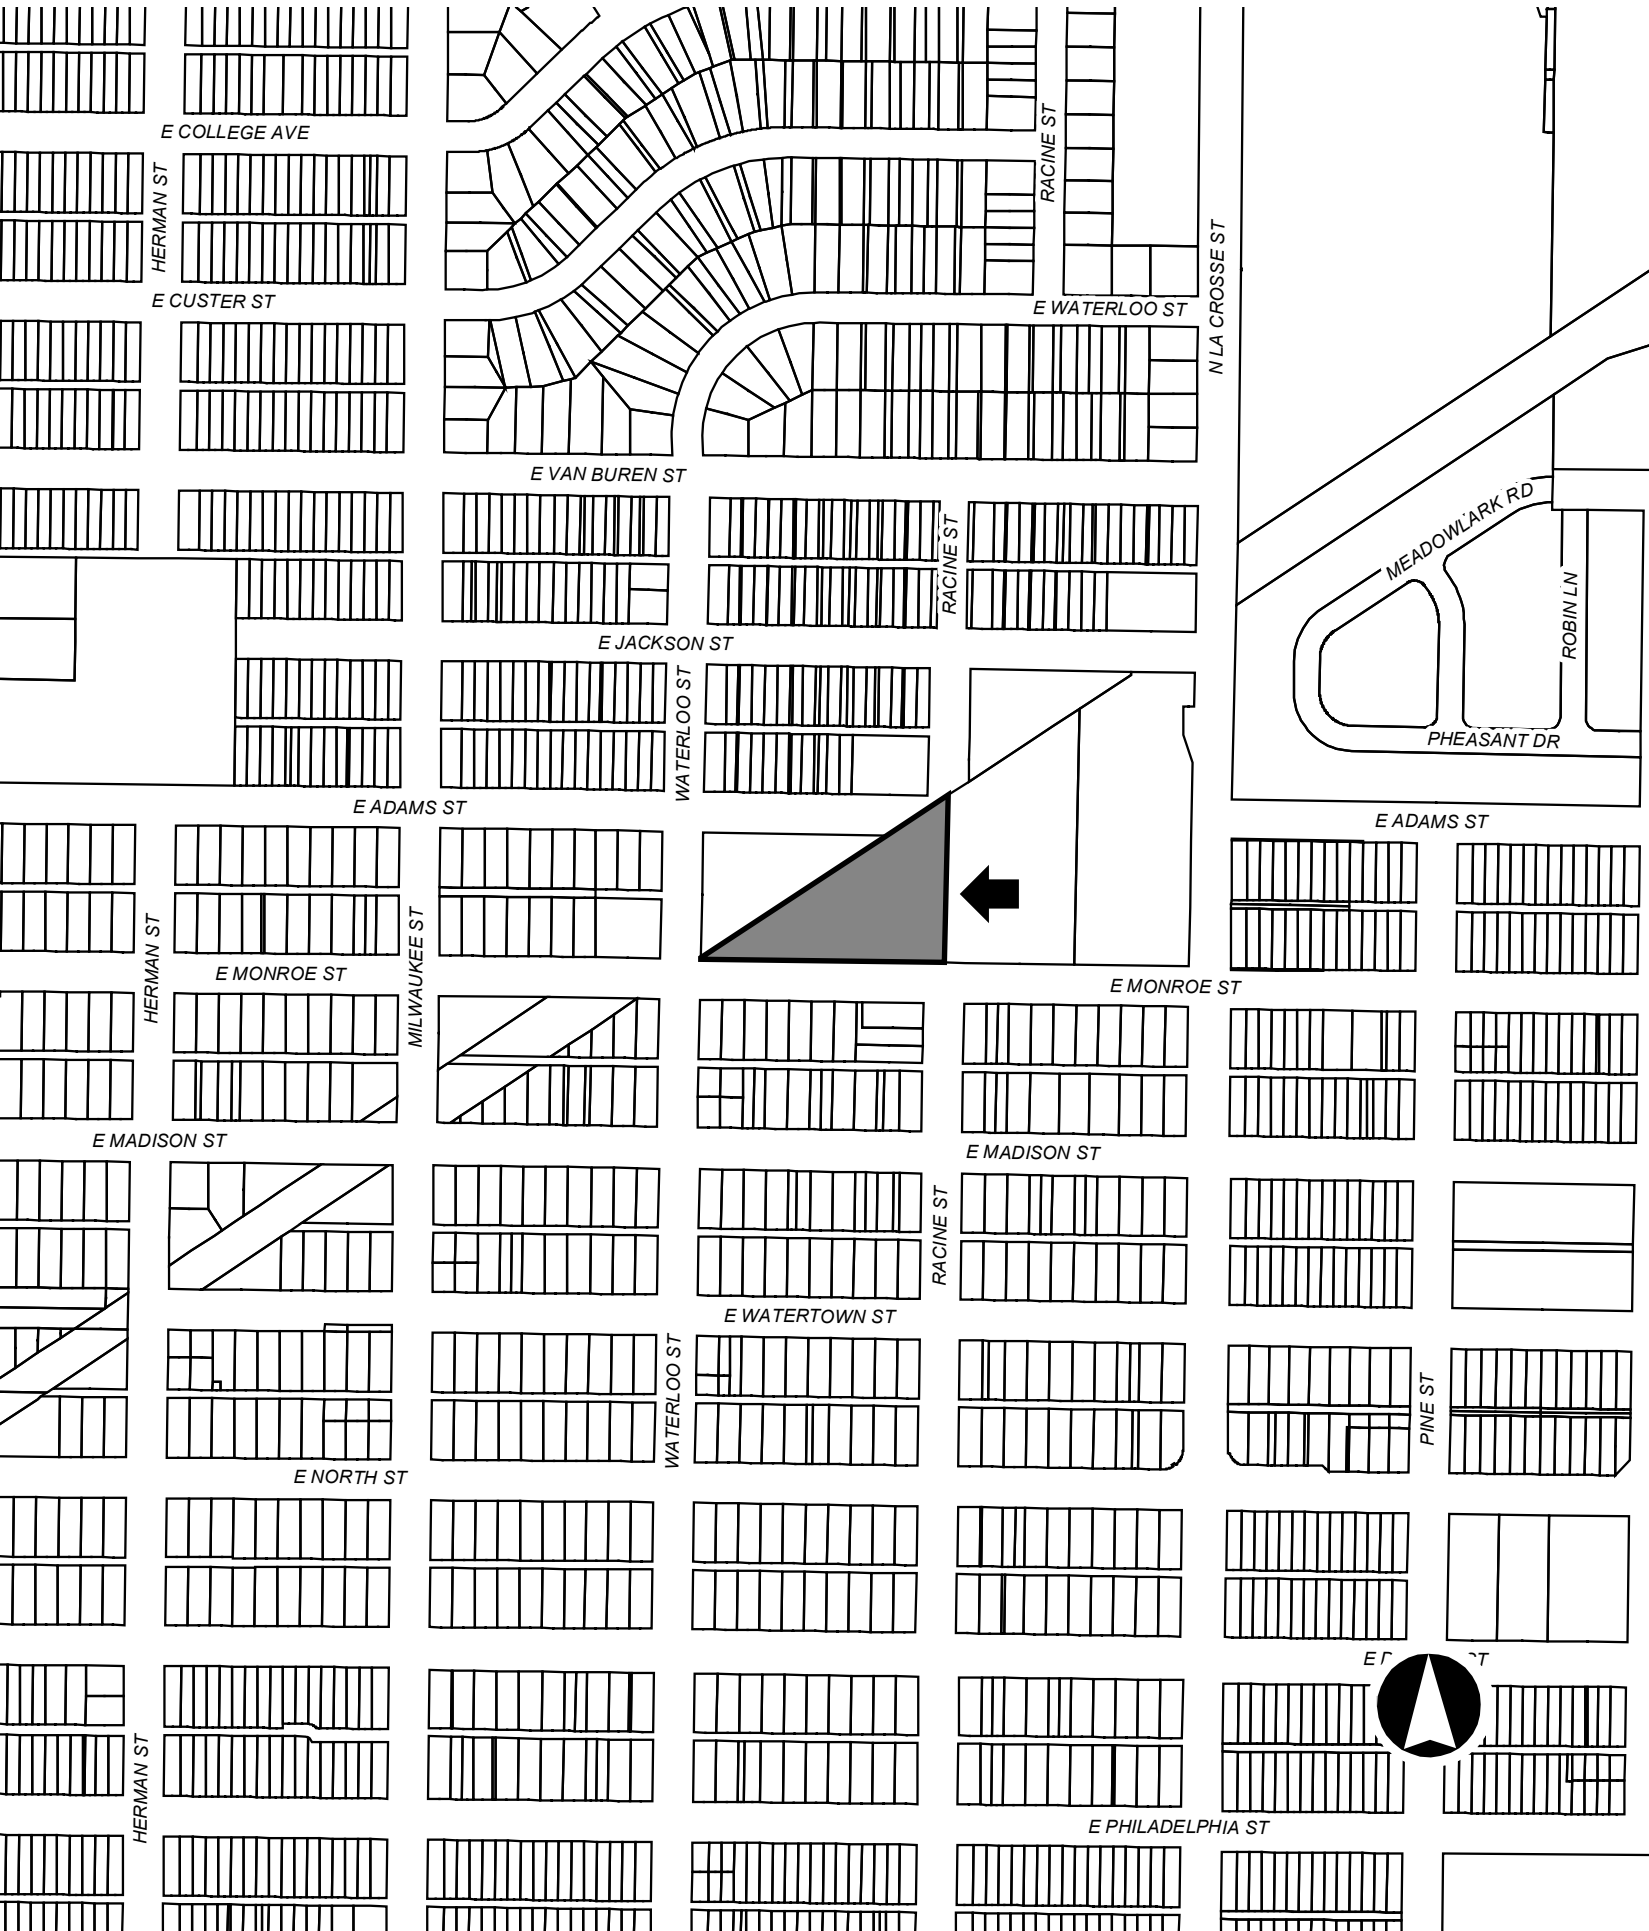 E COLLEGE AVE
RACINE ST
HERMAN ST
N LA CROSSE ST
E CUSTER ST
E WATERLOO ST
E VAN BUREN ST
MEADOWLARK RD
RACINE ST
ROBIN LN
E JACKSON ST
WATERLOO ST
PHEASANT DR
E ADAMS ST
E ADAMS ST
HERMAN ST
MILWAUKEE ST
E MONROE ST
E MONROE ST
E MADISON ST
E MADISON ST
RACINE ST
E WATERTOWN ST
WATERLOO ST
PINE ST
E NORTH ST
HERMAN ST
E PHILADELPHIA ST